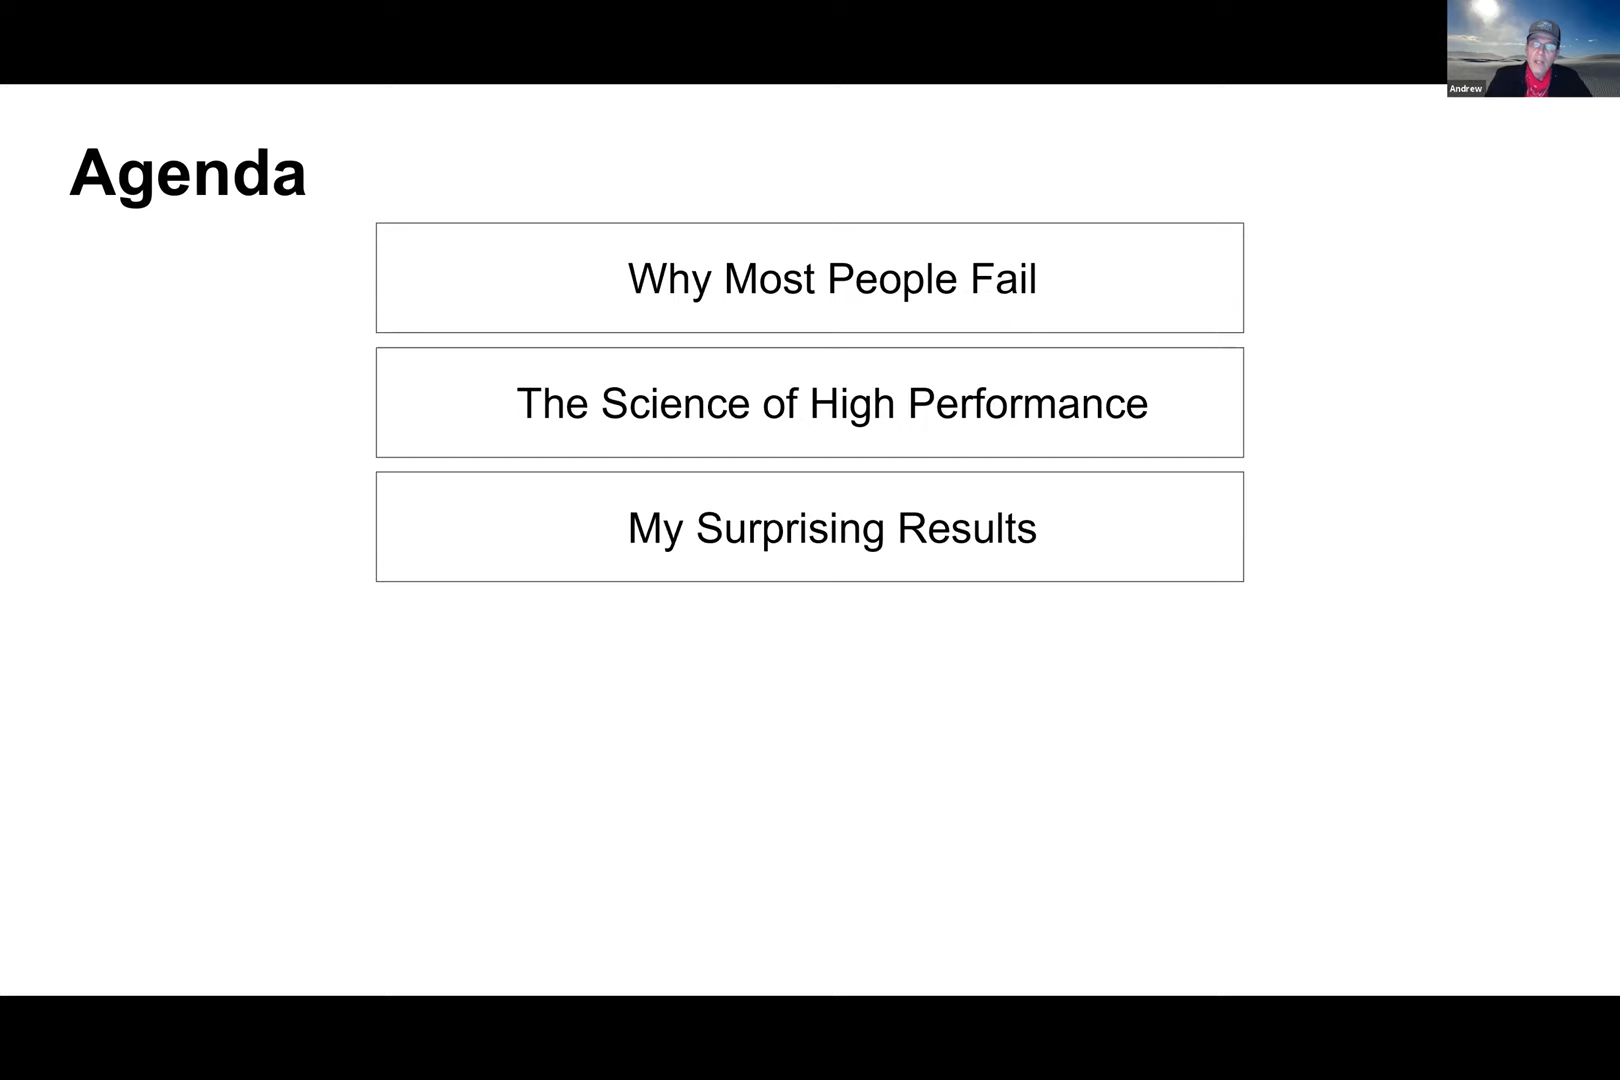 Andrew
Agenda
Why Most People Fail
The Science of High Performance
My Surprising Results